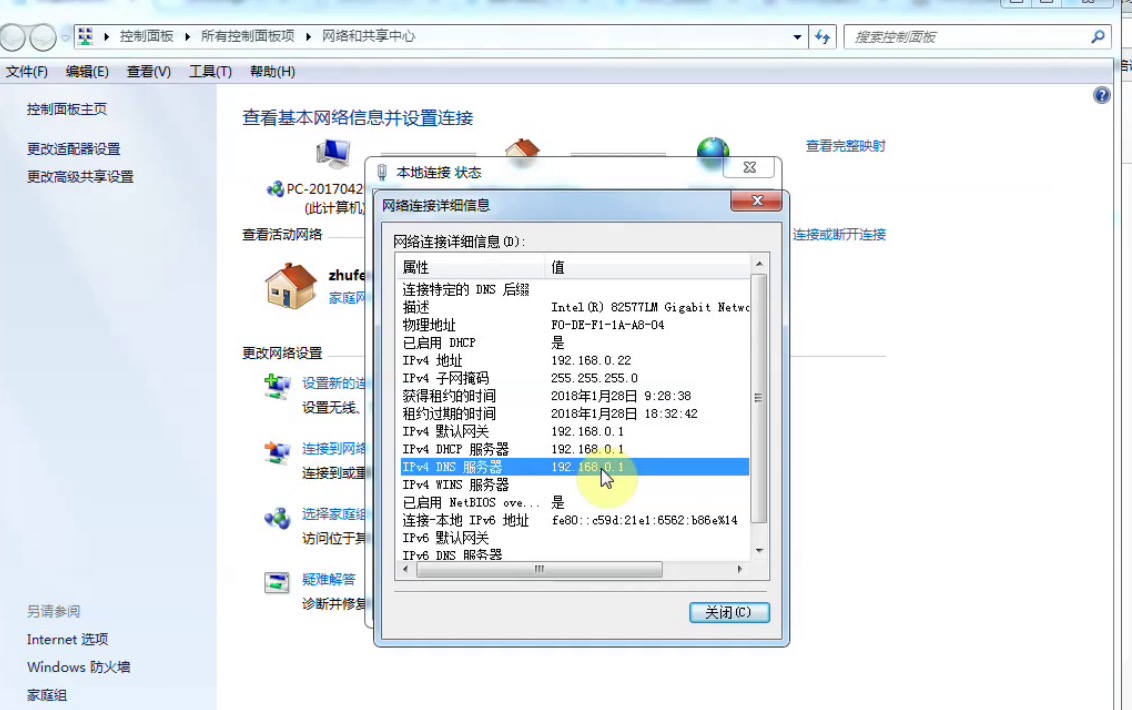 控制面板 ▸ 所有控制面板项 ▸ 网络和共享中心
搜索控制面板
文件(F) 编辑(E) 查看(V) 工具(T) 帮助(H)
控制面板主页
更改适配器设置
更改高级共享设置
另请参阅
Internet 选项
Windows 防火墙
家庭组
查看基本网络信息并设置连接
查看完整映射
PC-2017042
(此计算机)
查看活动网络
连接或断开连接
zhufe
家庭网
更改网络设置
设置新的连
设置无线、
连接到网络
连接到或重
选择家庭组
访问位于其
疑难解答
诊断并修复
本地连接 状态
网络连接详细信息
网络连接详细信息(D):
属性 值
连接特定的 DNS 后缀
描述 Intel(R) 82577LM Gigabit Netwo
物理地址 F0-DE-F1-1A-A8-04
已启用 DHCP 是
IPv4 地址 192.168.0.22
IPv4 子网掩码 255.255.255.0
获得租约的时间 2018年1月28日 9:28:38
租约过期的时间 2018年1月28日 18:32:42
IPv4 默认网关 192.168.0.1
IPv4 DHCP 服务器 192.168.0.1
IPv4 DNS 服务器 192.168.0.1
IPv4 WINS 服务器
已启用 NetBIOS ove... 是
连接-本地 IPv6 地址 fe80::c59d:21e1:6562:b86e%14
IPv6 默认网关
IPv6 DNS 服务器
关闭(C)